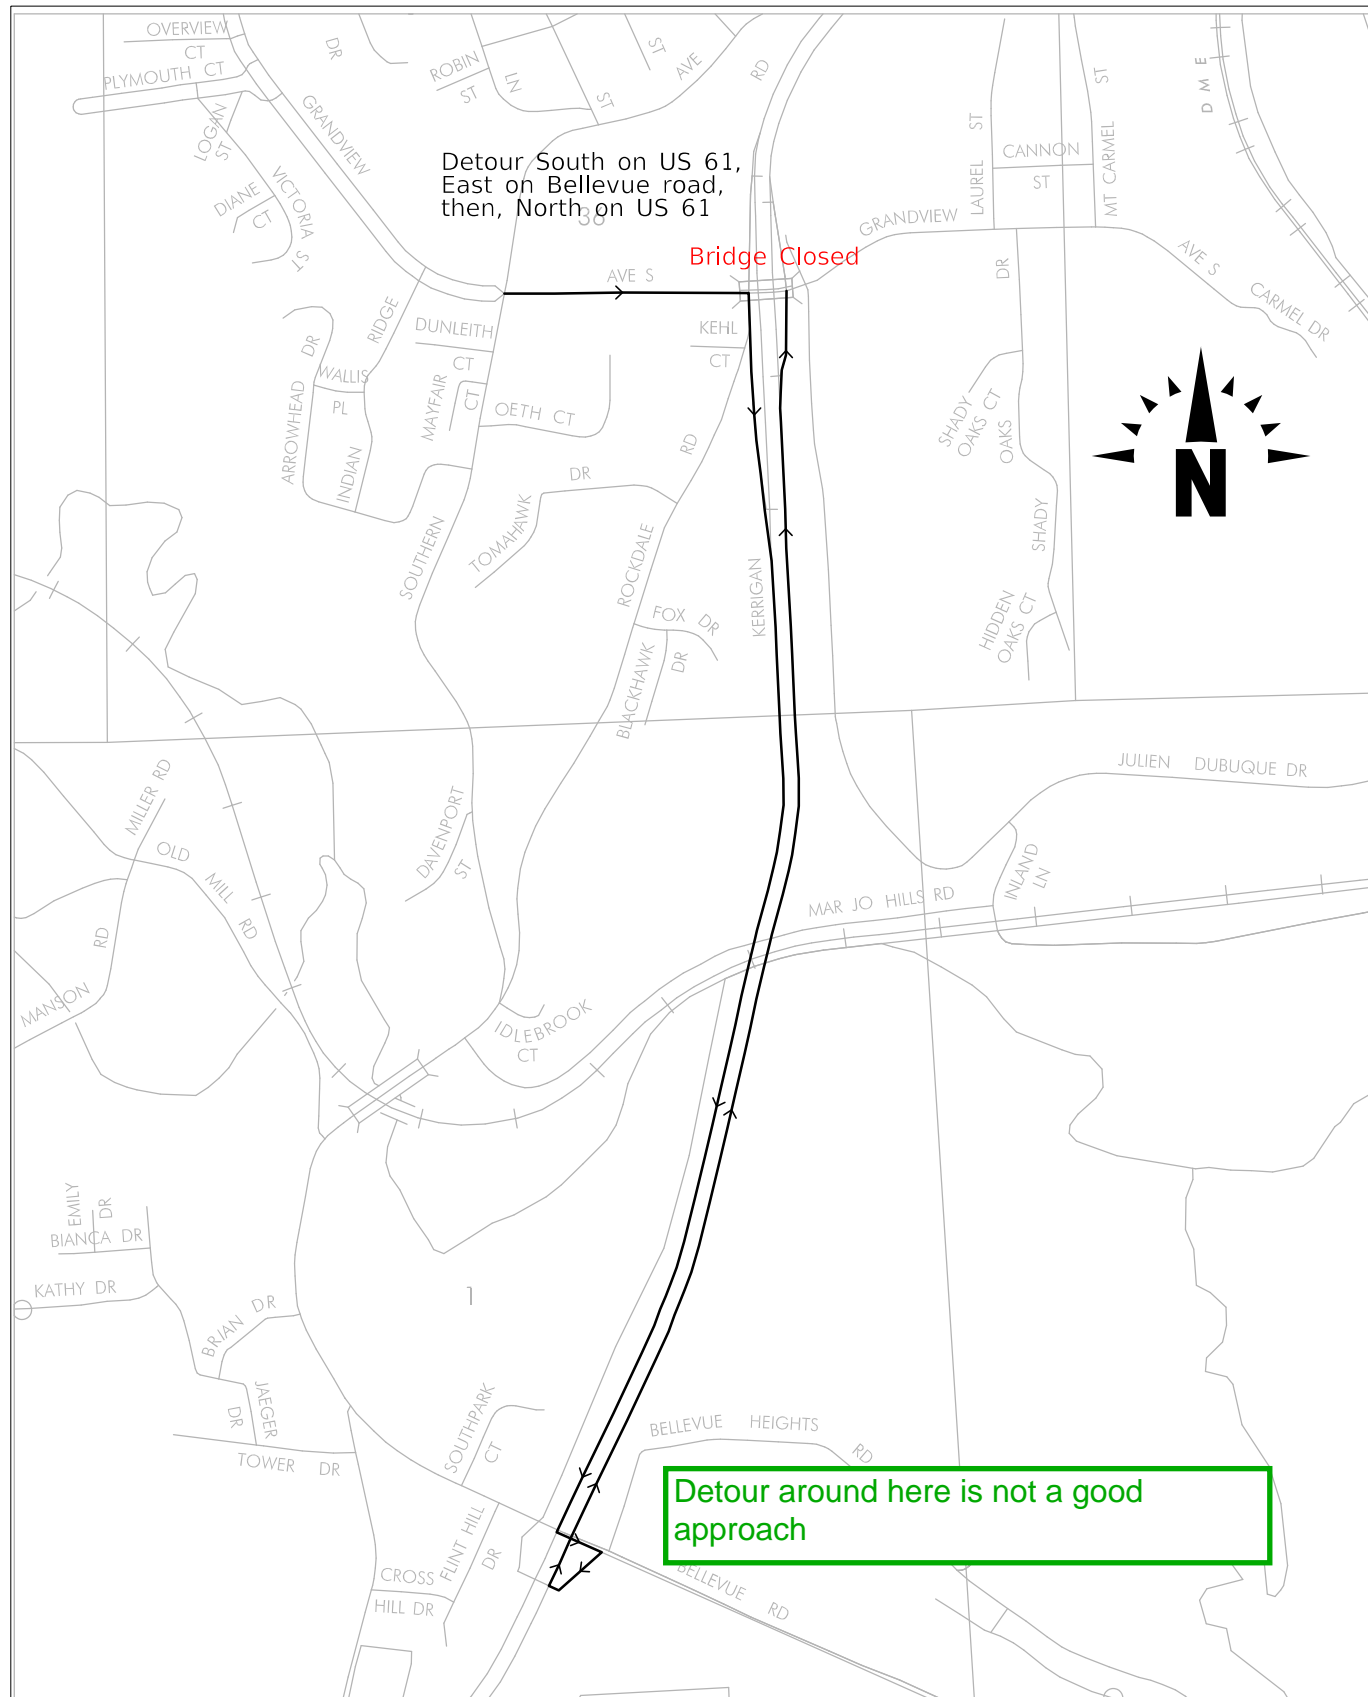 OVERVIEW
CT
PLYMOUTH CT
DR
ROBIN
ST
LN
ST
ST
AVE
RD
GRANDVIEW
LOGAN
ST
VICTORIA
ST
DIANE
CT
Detour South on US 61,
East on Bellevue road,
then, North on US 61
38
Bridge Closed
AVE S
GRANDVIEW
LAUREL ST
CANNON
ST
MT CARMEL ST
D M E
AVE S
CARMEL DR
DR
KEHL
CT
RIDGE
DUNLEITH
CT
ARROWHEAD DR
WALLIS
PL
MAYFAIR
CT
OETH CT
INDIAN
SHADY
OAKS CT
OAKS
SHADY
N
TOMAHAWK
DR
RD
ROCKDALE
SOUTHERN
KERRIGAN
FOX DR
BLACKHAWK
DR
HIDDEN
OAKS CT
JULIEN DUBUQUE DR
MILLER RD
OLD
MILL RD
DAVENPORT
ST
INLAND
LN
MAR JO HILLS RD
MANSON
RD
IDLEBROOK
CT
EMILY
DR
BIANCA DR
KATHY DR
1
BRIAN DR
JAEGER
DR
TOWER DR
SOUTHPARK
CT
BELLEVUE HEIGHTS
RD
Detour around here is not a good
approach
FLINT HILL
DR
CROSS
HILL DR
BELLEVUE
RD